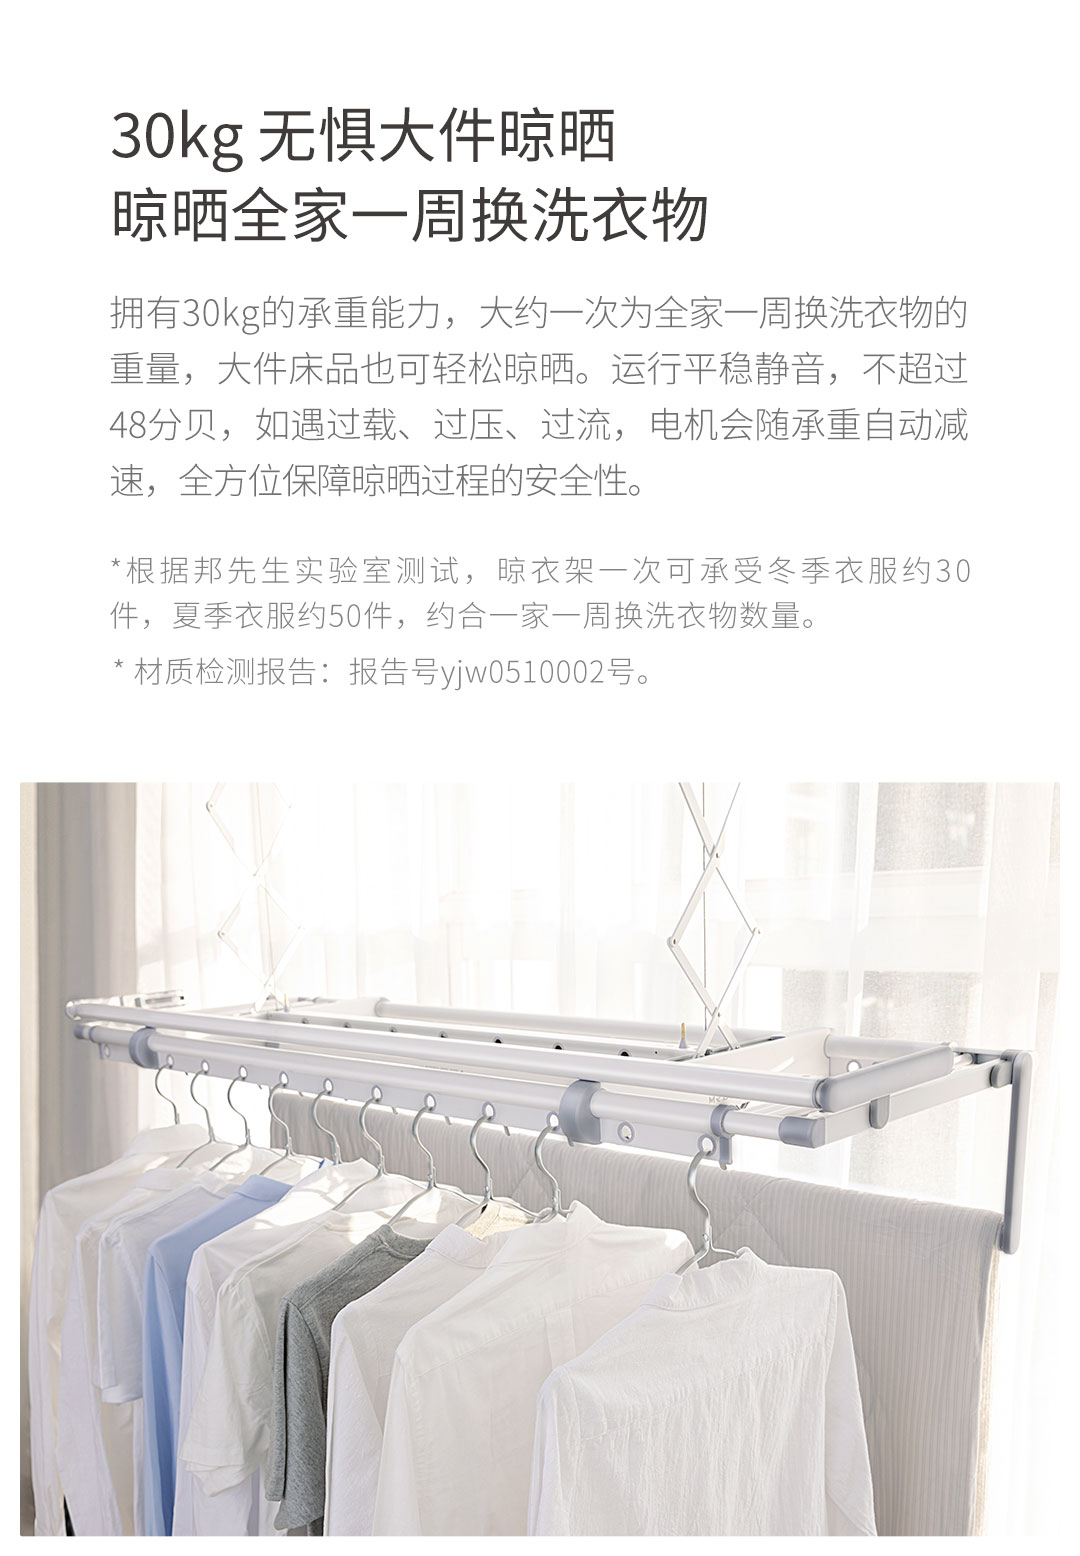 30kg 无惧大件晾晒
晾晒全家一周换洗衣物
拥有30kg的承重能力，大约一次为全家一周换洗衣物的
重量，大件床品也可轻松晾晒。运行平稳静音，不超过
48分贝，如遇过载、过压、过流，电机会随承重自动减
速，全方位保障晾晒过程的安全性。
*根据邦先生实验室测试，晾衣架一次可承受冬季衣服约30
件，夏季衣服约50件，约合一家一周换洗衣物数量。
* 材质检测报告：报告号yjw0510002号。